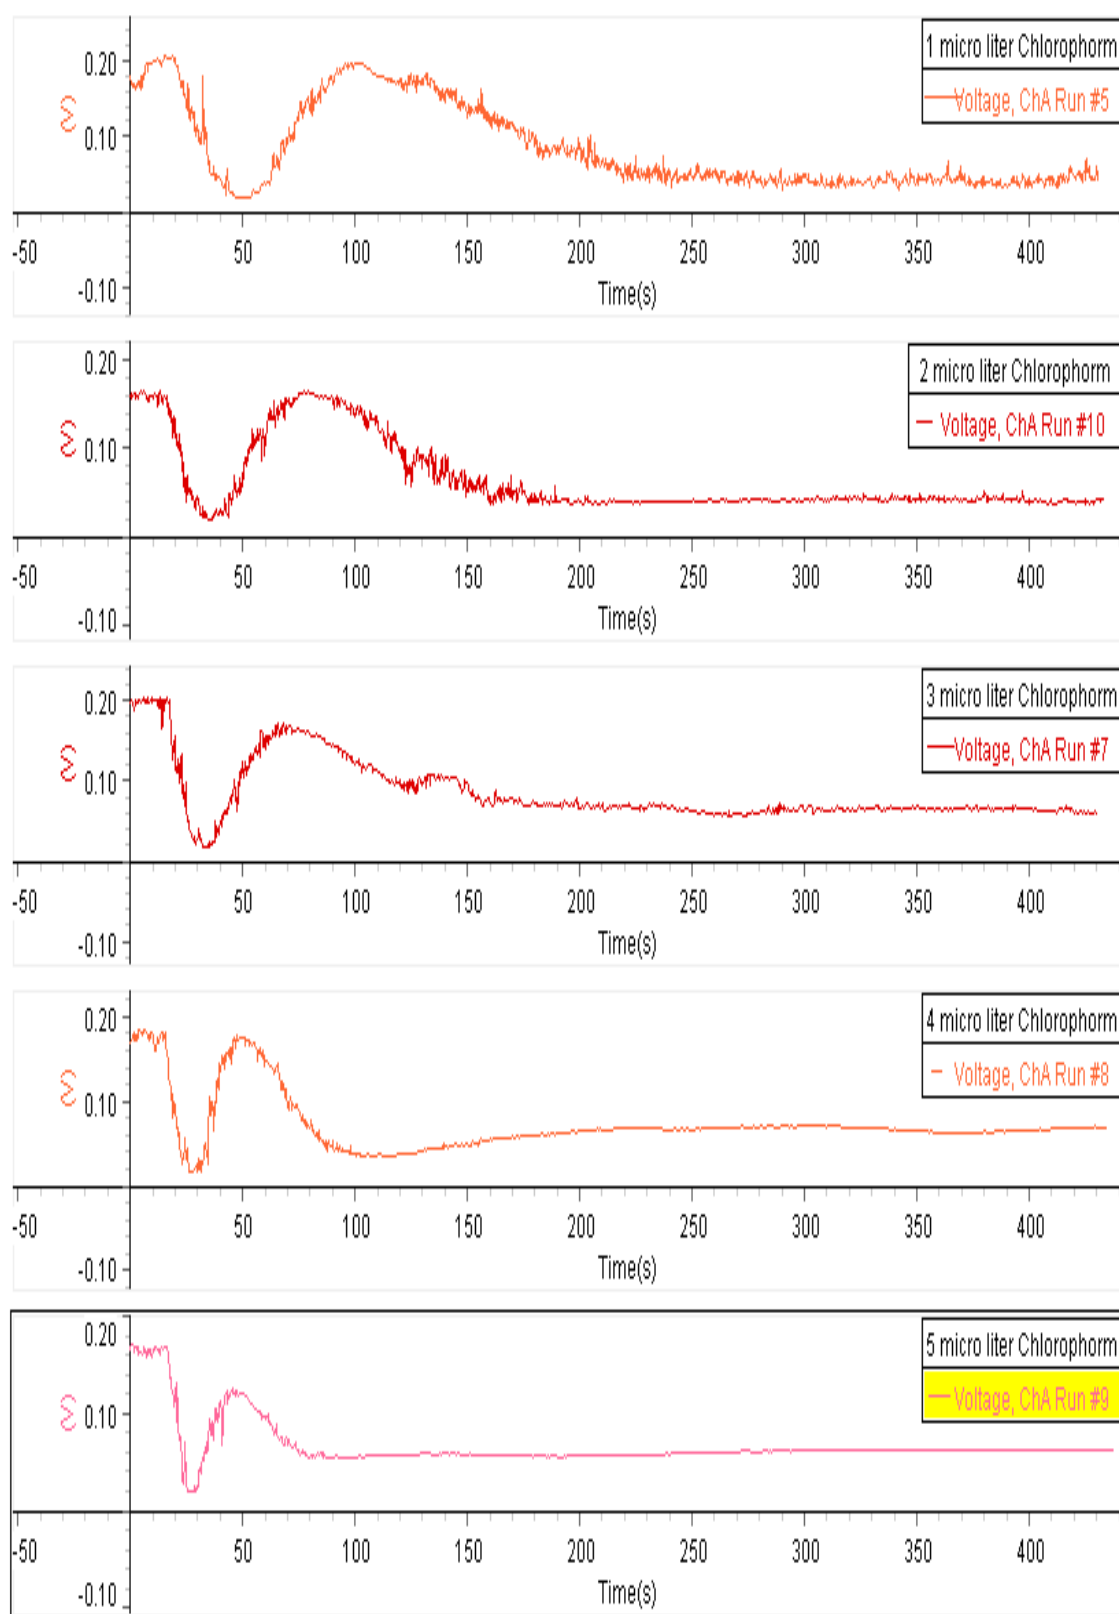 1 micro liter Chlorophorm
Voltage, ChA Run #5
0.20
(V)
0.10
-50 50 100 150 200 250 300 350 400
-0.10
Time(s)
2 micro liter Chlorophorm
Voltage, ChA Run #10
0.20
(V)
0.10
-50 50 100 150 200 250 300 350 400
-0.10
Time(s)
3 micro liter Chlorophorm
Voltage, ChA Run #7
0.20
(V)
0.10
-50 50 100 150 200 250 300 350 400
-0.10
Time(s)
4 micro liter Chlorophorm
Voltage, ChA Run #8
0.20
(V)
0.10
-50 50 100 150 200 250 300 350 400
-0.10
Time(s)
5 micro liter Chlorophorm
Voltage, ChA Run #9
0.20
(V)
0.10
-50 50 100 150 200 250 300 350 400
-0.10
Time(s)